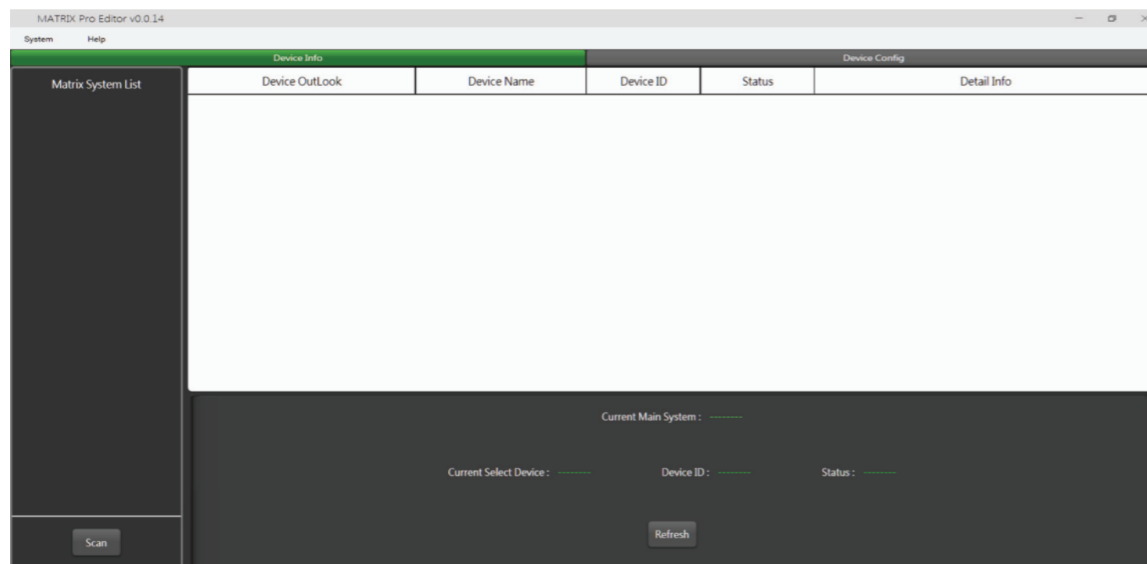 MATRIX Pro Editor v0.0.14
System Help
Device Info Device Config
Matrix System List
Device OutLook Device Name Device ID Status Detail Info
Current Main System : --------
Current Select Device : -------- Device ID : -------- Status : --------
Scan
Refresh